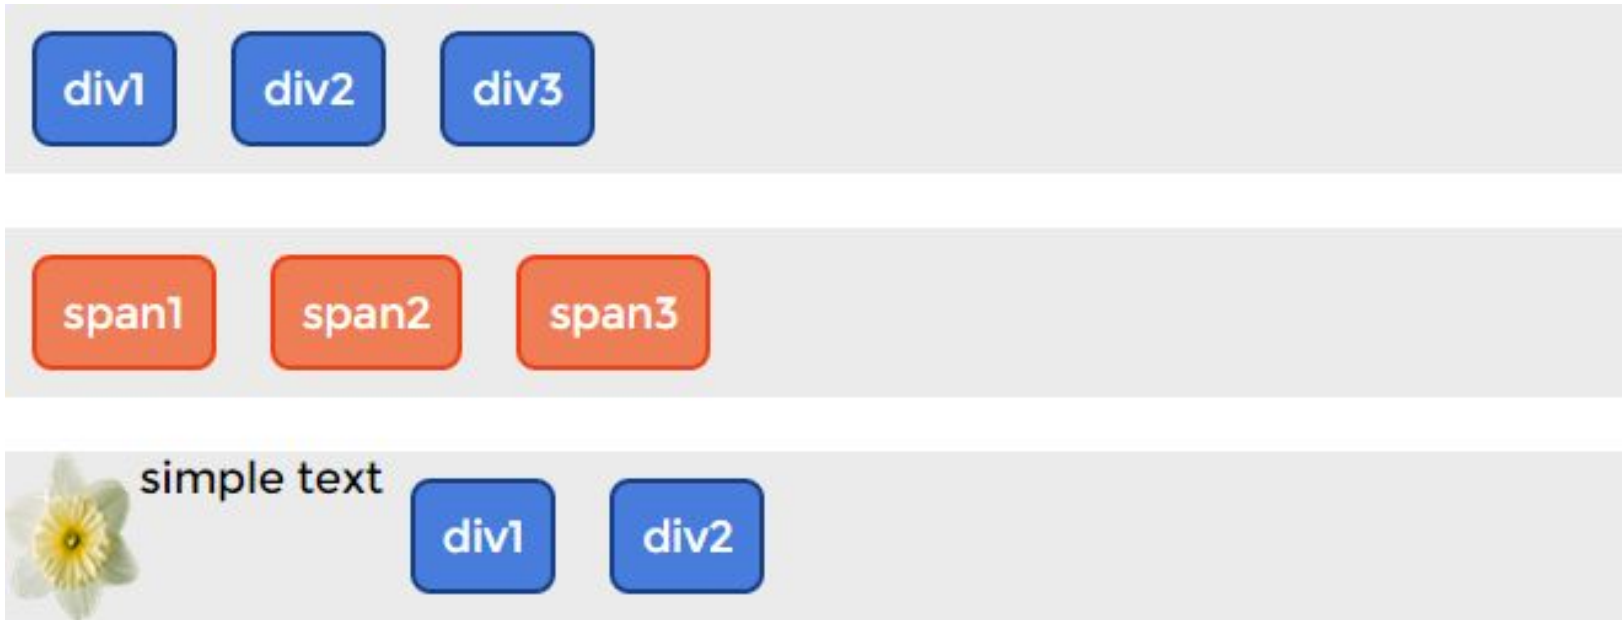 div1 div2 div3
span1 span2 span3
simple text
div1 div2